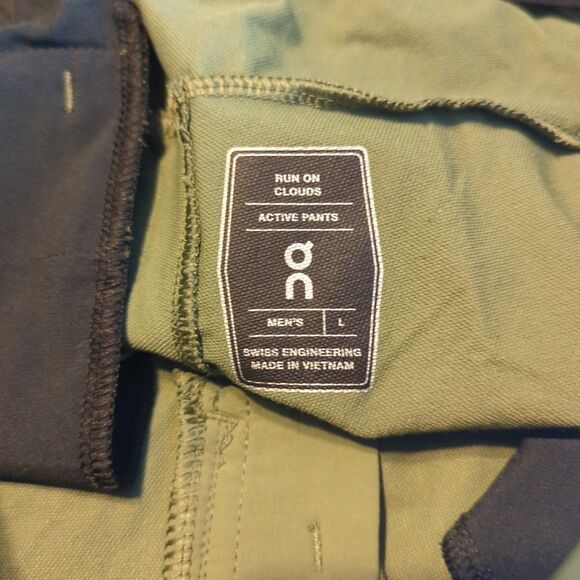 RUN ON
CLOUDS
ACTIVE PANTS
on
MEN'S L
SWISS ENGINEERING
MADE IN VIETNAM